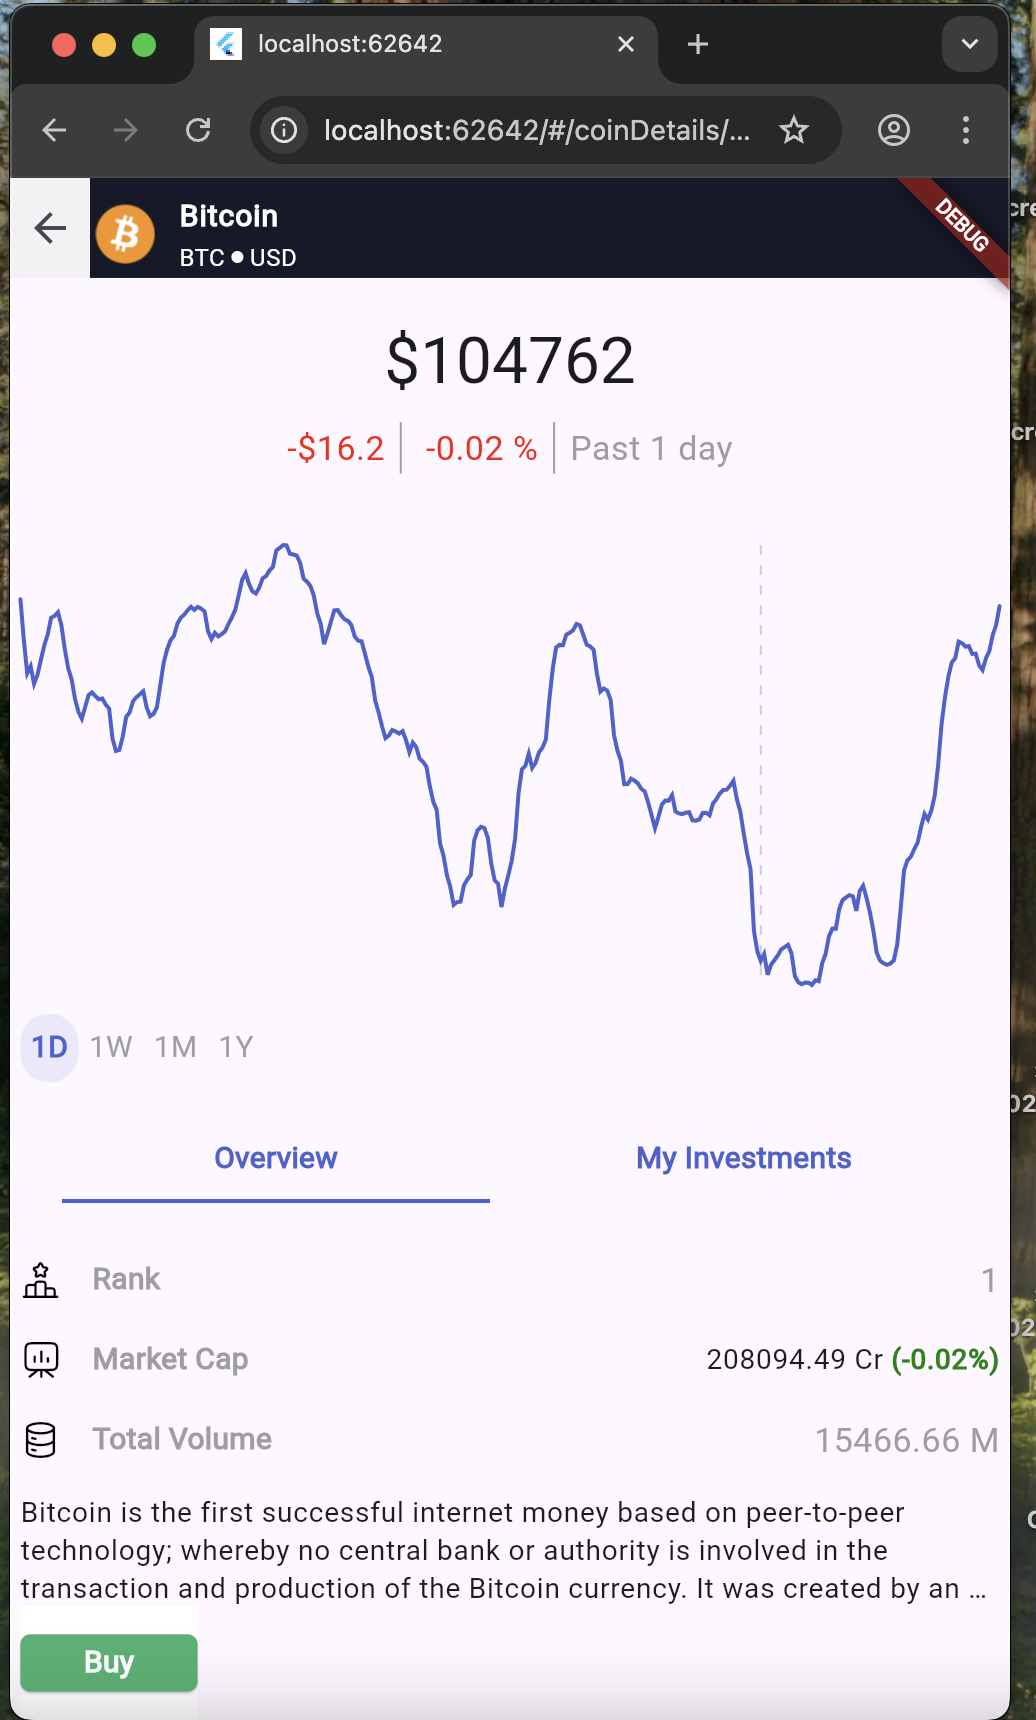 localhost:62642
localhost:62642/#/coinDetails/...
Bitcoin
BTC ● USD
DEBUG
$104762
-$16.2 | -0.02 % | Past 1 day
1D 1W 1M 1Y
Overview My Investments
Rank 1
Market Cap 208094.49 Cr (-0.02%)
Total Volume 15466.66 M
Bitcoin is the first successful internet money based on peer-to-peer
technology; whereby no central bank or authority is involved in the
transaction and production of the Bitcoin currency. It was created by an ...
Buy